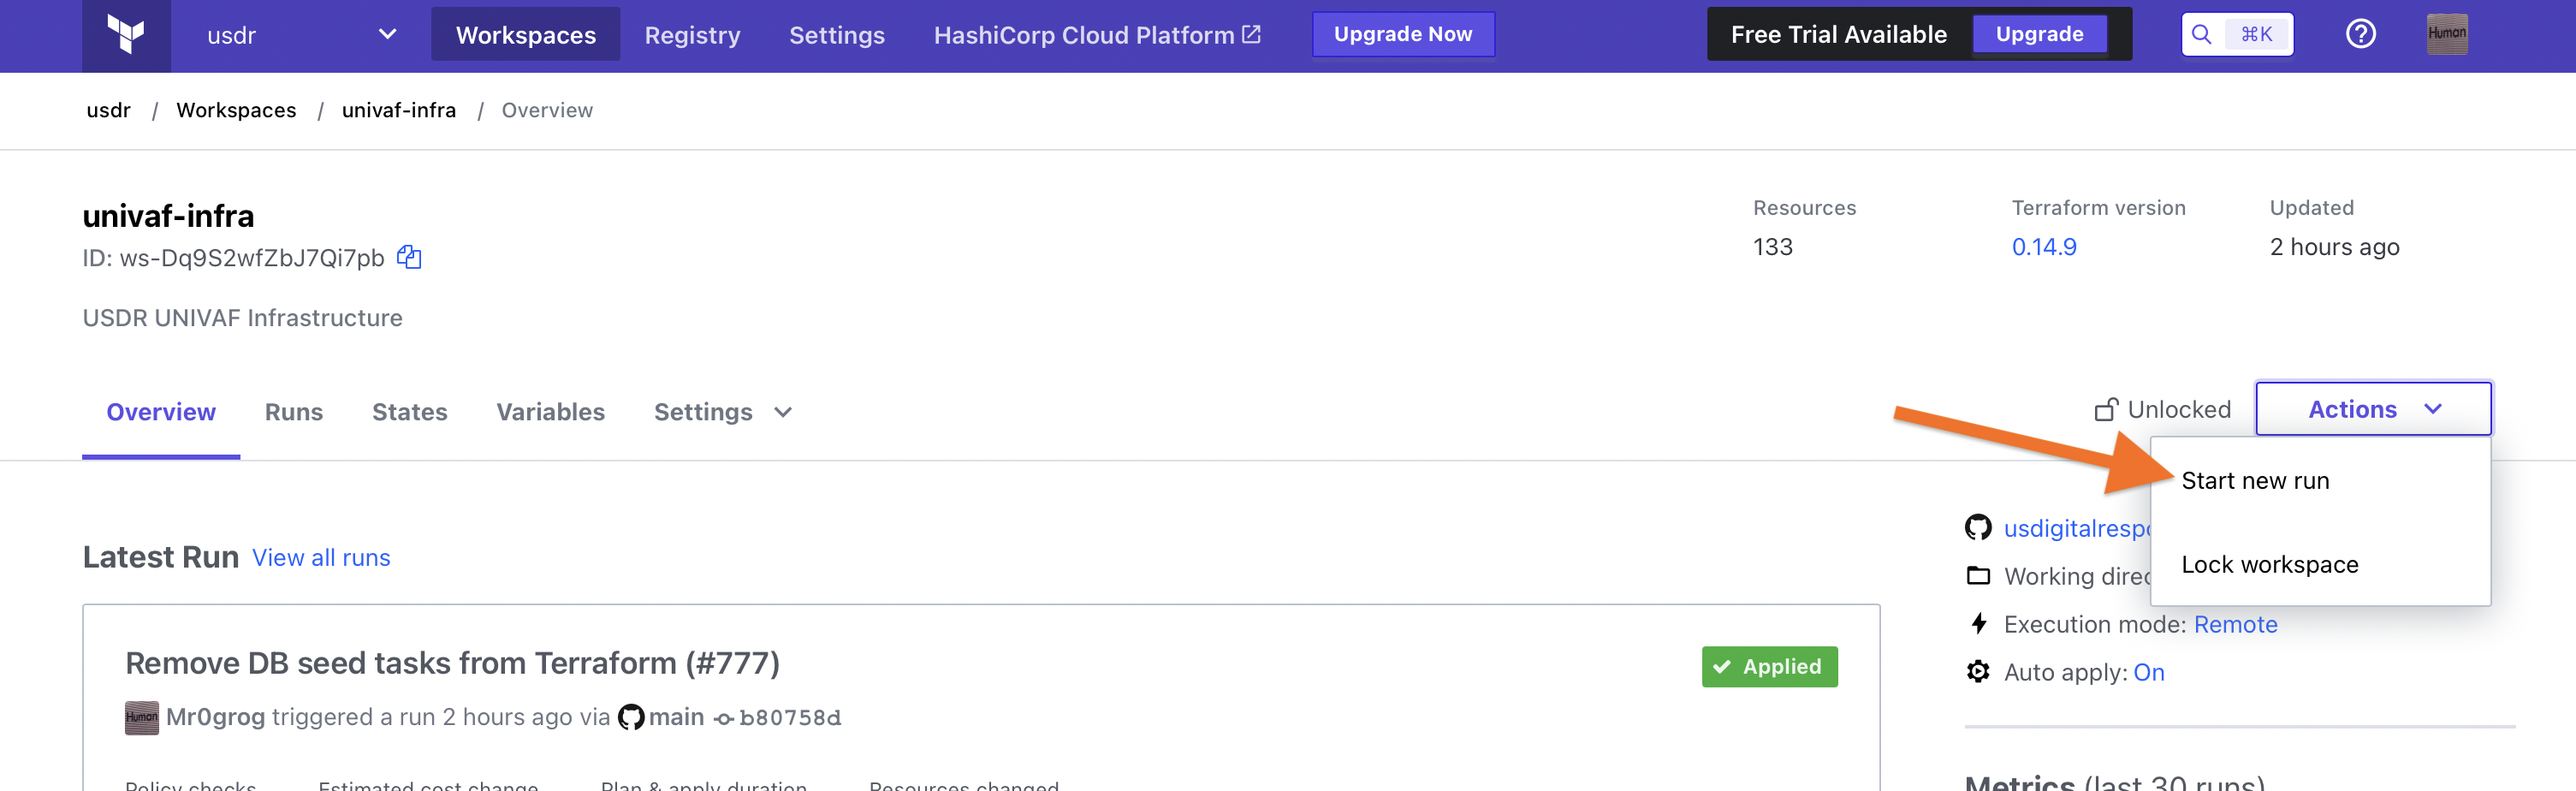 usdr Workspaces Registry Settings HashiCorp Cloud Platform Upgrade Now Free Trial Available Upgrade ⌘K Human
usdr / Workspaces / univaf-infra / Overview
univaf-infra
ID: ws-Dq9S2wfZbJ7Qi7pb
USDR UNIVAF Infrastructure
Resources
133
Terraform version
0.14.9
Updated
2 hours ago
Overview Runs States Variables Settings
Unlocked Actions
Start new run
Lock workspace
Latest Run View all runs
Remove DB seed tasks from Terraform (#777)
Applied
Human Mr0grog triggered a run 2 hours ago via main b80758d
Policy checks Estimated cost change Plan & apply duration Resources changed
usdigitalrespo
Working direc
Execution mode: Remote
Auto apply: On
Metrics (last 30 runs)